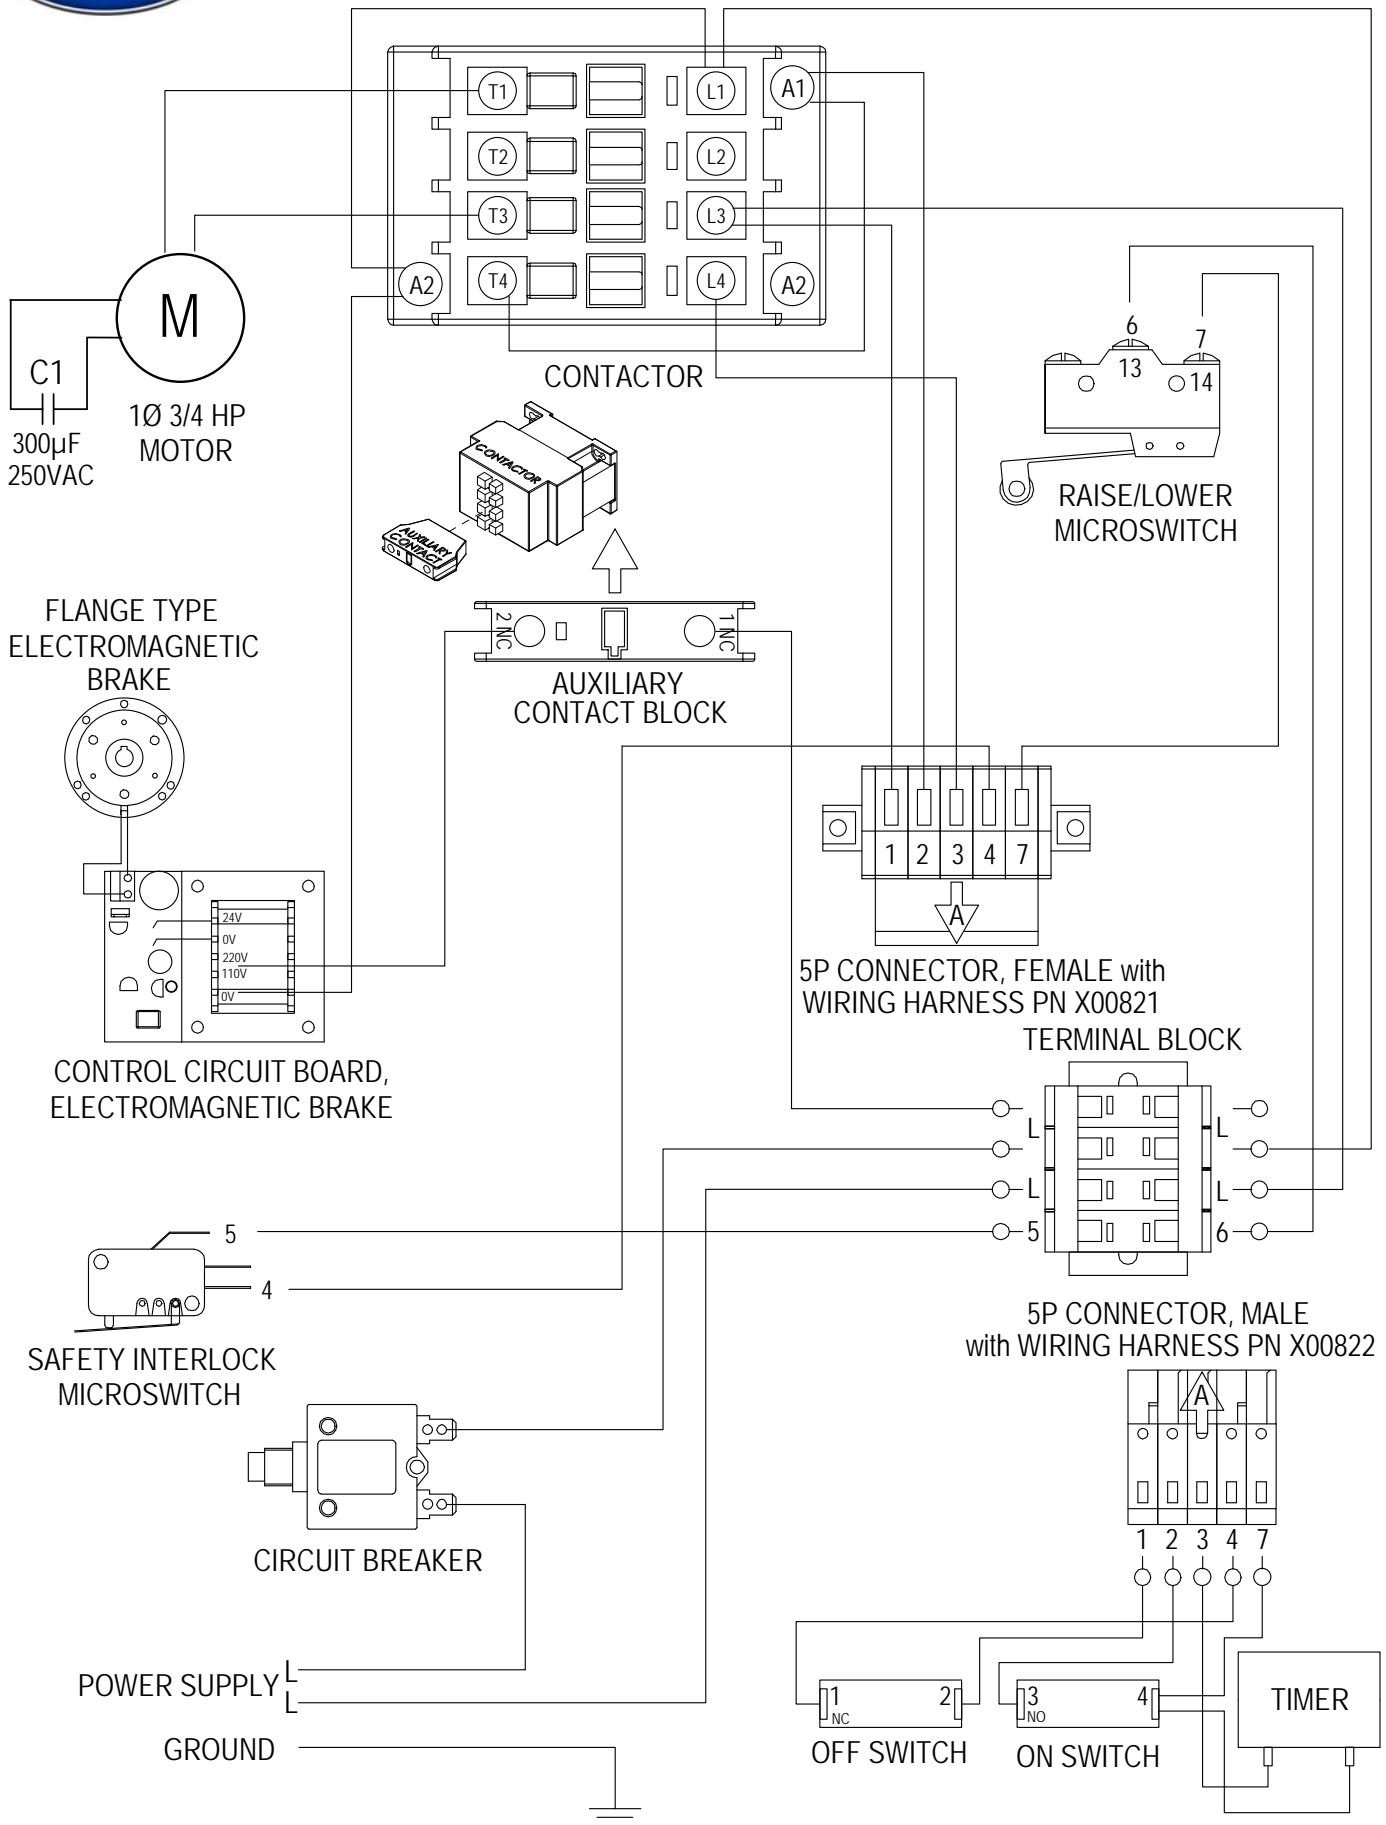 T1
L1
A1
T2
L2
T3
L3
A2
T4
L4
A2
M
C1
300µF
250VAC
1Ø 3/4 HP
MOTOR
CONTACTOR
CONTACTOR
AUXILIARY
CONTACT
6
7
13
14
RAISE/LOWER
MICROSWITCH
2 NC
1 NC
AUXILIARY
CONTACT BLOCK
FLANGE TYPE
ELECTROMAGNETIC
BRAKE
24V
0V
220V
110V
0V
CONTROL CIRCUIT BOARD,
ELECTROMAGNETIC BRAKE
1 2 3 4 7
A
5P CONNECTOR, FEMALE with
WIRING HARNESS PN X00821
TERMINAL BLOCK
L
L
L
L
5
6
5
4
SAFETY INTERLOCK
MICROSWITCH
5P CONNECTOR, MALE
with WIRING HARNESS PN X00822
A
1 2 3 4 7
CIRCUIT BREAKER
POWER SUPPLY
L
L
GROUND
1
NC
2
OFF SWITCH
3
NO
4
ON SWITCH
TIMER